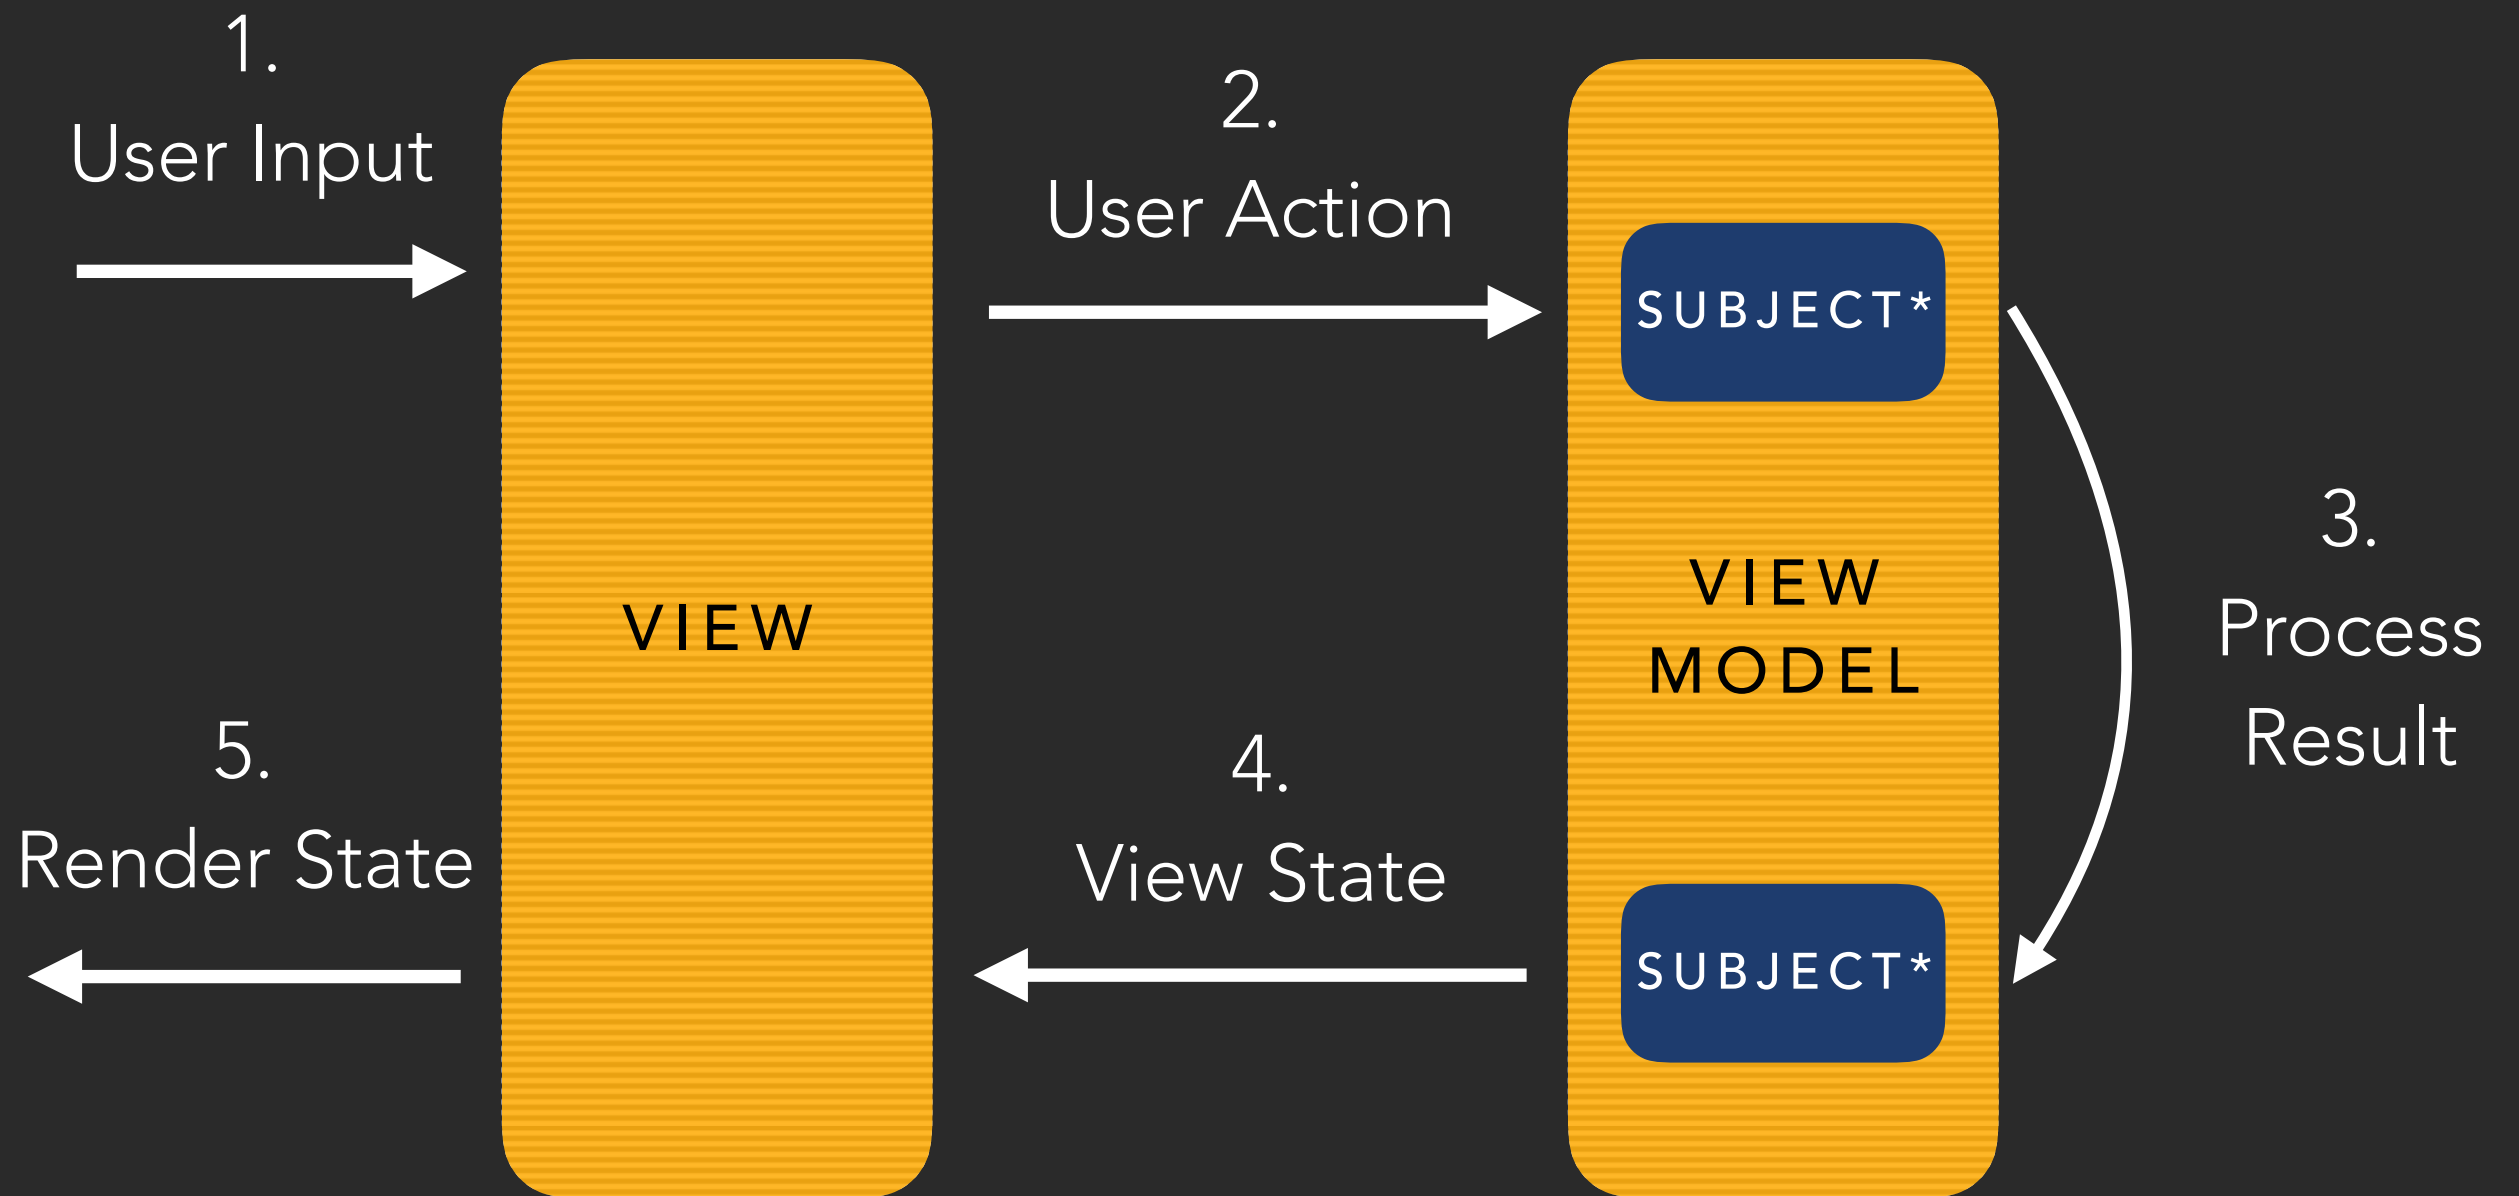 1.
User Input
2.
User Action
SUBJECT*
VIEW
VIEW
MODEL
3.
Process
Result
4.
View State
SUBJECT*
5.
Render State